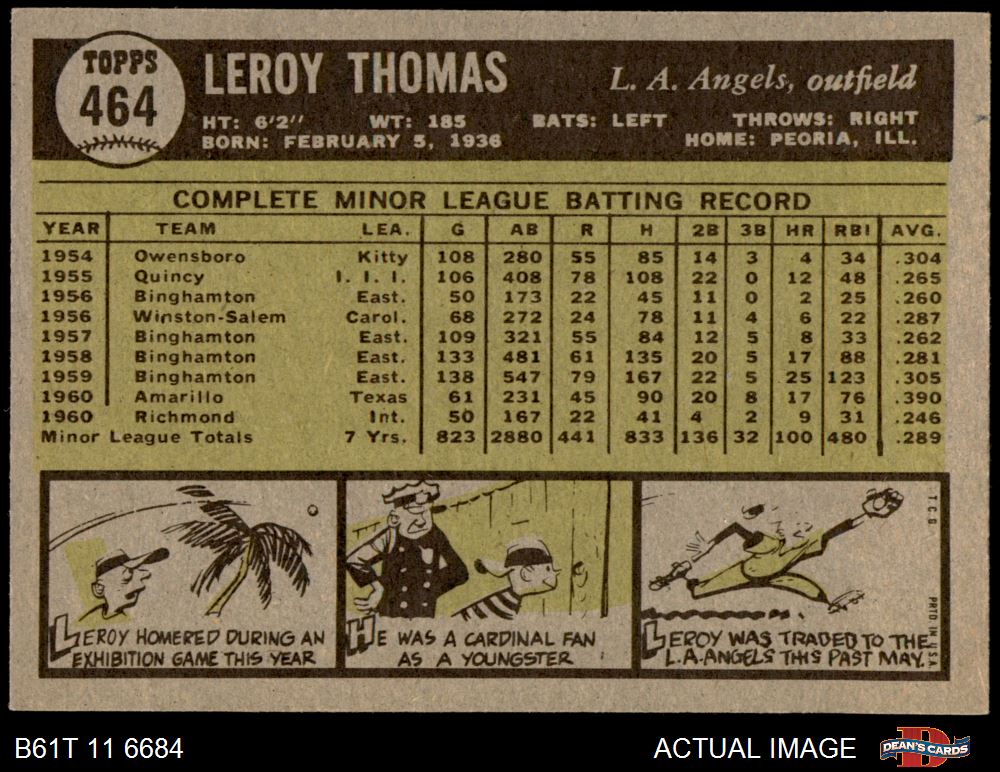 TOPPS
464
LEROY THOMAS
L. A. Angels, outfield
HT: 6'2'' WT: 185 BATS: LEFT THROWS: RIGHT
BORN: FEBRUARY 5, 1936 HOME: PEORIA, ILL.
COMPLETE MINOR LEAGUE BATTING RECORD
YEAR TEAM LEA. G AB R H 2B 3B HR RBI AVG.
1954 Owensboro Kitty 108 280 55 85 14 3 4 34 .304
1955 Quincy I. I. I. 106 408 78 108 22 0 12 48 .265
1956 Binghamton East. 50 173 22 45 11 0 2 25 .260
1956 Winston-Salem Carol. 68 272 24 78 11 4 6 22 .287
1957 Binghamton East. 109 321 55 84 12 5 8 33 .262
1958 Binghamton East. 133 481 61 135 20 5 17 88 .281
1959 Binghamton East. 138 547 79 167 22 5 25 123 .305
1960 Amarillo Texas 61 231 45 90 20 8 17 76 .390
1960 Richmond Int. 50 167 22 41 4 2 9 31 .246
Minor League Totals 7 Yrs. 823 2880 441 833 136 32 100 480 .289
LEROY HOMERED DURING AN
EXHIBITION GAME THIS YEAR
HE WAS A CARDINAL FAN
AS A YOUNGSTER
LEROY WAS TRADED TO THE
L.A. ANGELS THIS PAST MAY.
T.C.G. PRTD. IN U.S.A.
B61T 11 6684
ACTUAL IMAGE
D
DEAN'S CARDS